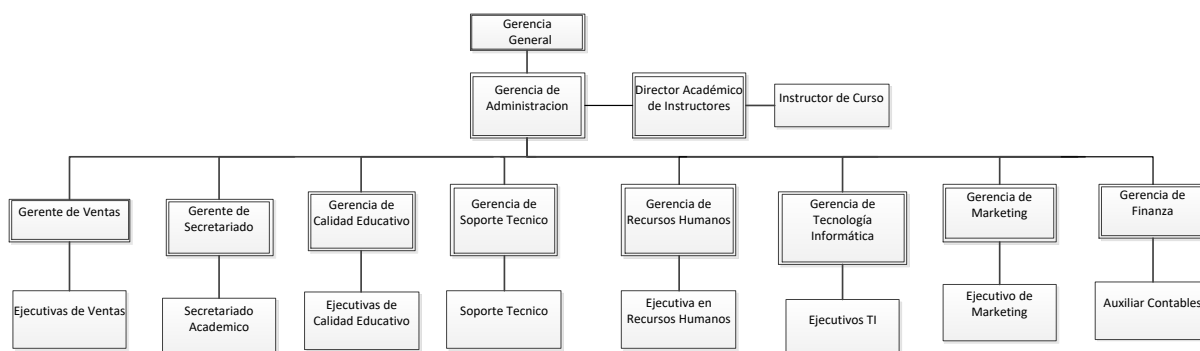 Gerencia
General
Gerencia de
Administracion
Director Académico
de Instructores
Instructor de Curso
Gerente de Ventas
Gerente de
Secretariado
Gerencia de
Calidad Educativo
Gerencia de
Soporte Tecnico
Gerencia de
Recursos Humanos
Gerencia de
Tecnología
Informática
Gerencia de
Marketing
Gerencia de
Finanza
Ejecutivas de Ventas
Secretariado
Academico
Ejecutivas de
Calidad Educativo
Soporte Tecnico
Ejecutiva en
Recursos Humanos
Ejecutivos TI
Ejecutivo de
Marketing
Auxiliar Contables